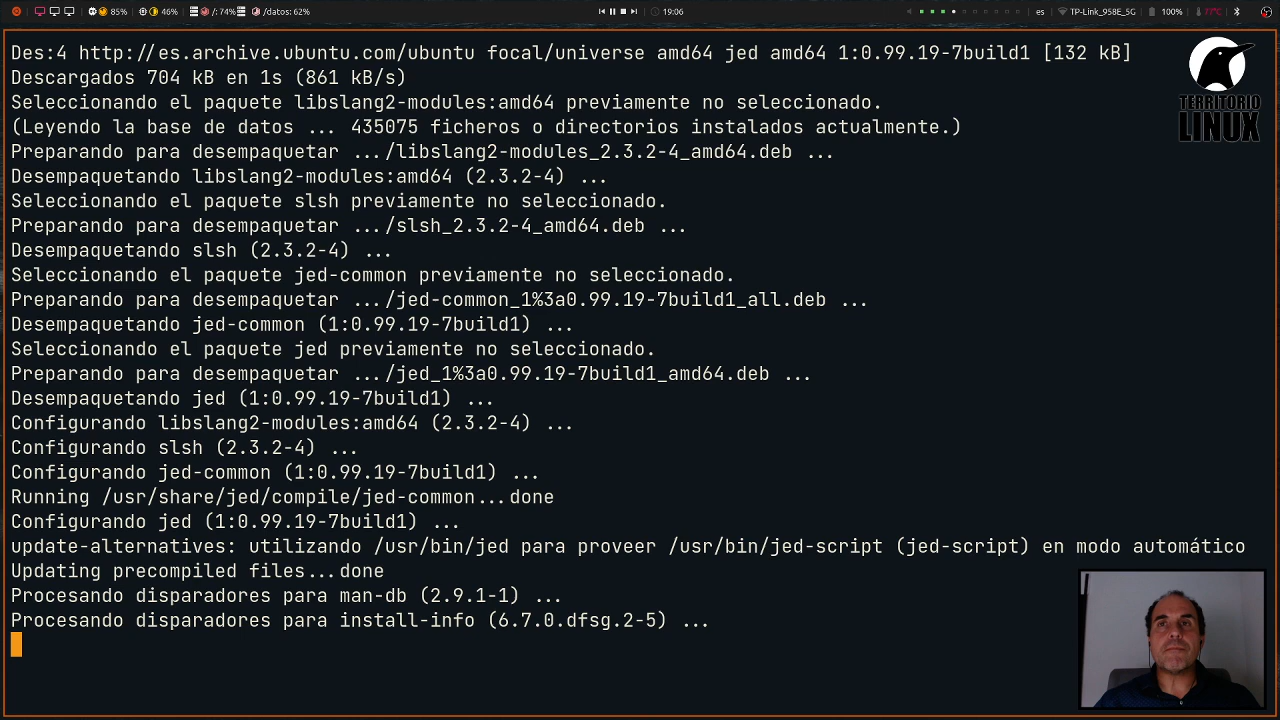 85% 46% /: 74% /datos: 62% 19:06 es TP-Link_958E_5G 100% 77°C
Des:4 http://es.archive.ubuntu.com/ubuntu focal/universe amd64 jed amd64 1:0.99.19-7build1 [132 kB]
Descargados 704 kB en 1s (861 kB/s)
Seleccionando el paquete libslang2-modules:amd64 previamente no seleccionado.
(Leyendo la base de datos ... 435075 ficheros o directorios instalados actualmente.)
Preparando para desempaquetar .../libslang2-modules_2.3.2-4_amd64.deb ...
Desempaquetando libslang2-modules:amd64 (2.3.2-4) ...
Seleccionando el paquete slsh previamente no seleccionado.
Preparando para desempaquetar .../slsh_2.3.2-4_amd64.deb ...
Desempaquetando slsh (2.3.2-4) ...
Seleccionando el paquete jed-common previamente no seleccionado.
Preparando para desempaquetar .../jed-common_1%3a0.99.19-7build1_all.deb ...
Desempaquetando jed-common (1:0.99.19-7build1) ...
Seleccionando el paquete jed previamente no seleccionado.
Preparando para desempaquetar .../jed_1%3a0.99.19-7build1_amd64.deb ...
Desempaquetando jed (1:0.99.19-7build1) ...
Configurando libslang2-modules:amd64 (2.3.2-4) ...
Configurando slsh (2.3.2-4) ...
Configurando jed-common (1:0.99.19-7build1) ...
Running /usr/share/jed/compile/jed-common...done
Configurando jed (1:0.99.19-7build1) ...
update-alternatives: utilizando /usr/bin/jed para proveer /usr/bin/jed-script (jed-script) en modo automático
Updating precompiled files...done
Procesando disparadores para man-db (2.9.1-1) ...
Procesando disparadores para install-info (6.7.0.dfsg.2-5) ...
TERRITORIO
LINUX